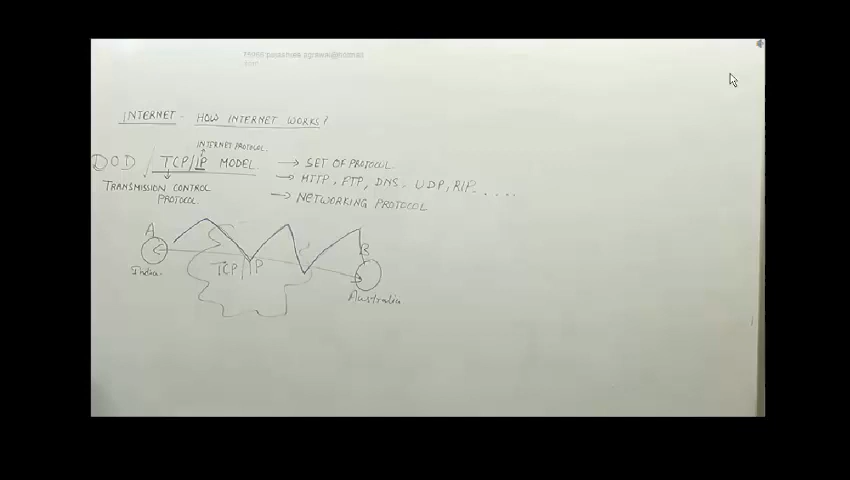 INTERNET - HOW INTERNET WORKS?
INTERNET PROTOCOL
DOD / TCP/IP MODEL. → SET OF PROTOCOL.
→ HTTP, FTP, DNS, UDP, RIP.....
TRANSMISSION CONTROL
PROTOCOL.
→ NETWORKING PROTOCOL
A
B
TCP/IP
India.
Australia